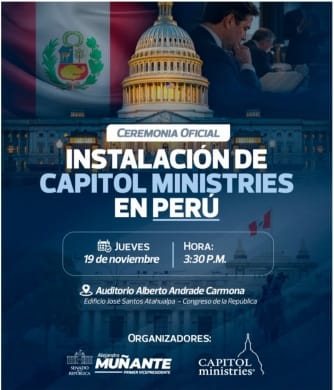 CEREMONIA OFICIAL
INSTALACIÓN DE
CAPITOL MINISTRIES
EN PERÚ
JUEVES
19 de noviembre
HORA:
3:30 P.M.
Auditorio Alberto Andrade Carmona
Edificio José Santos Atahualpa – Congreso de la República
ORGANIZADORES:
SENADO
REPÚBLICA
Alejandro
MUÑANTE
PRIMER VICEPRESIDENTE
CAPITOL
ministries®